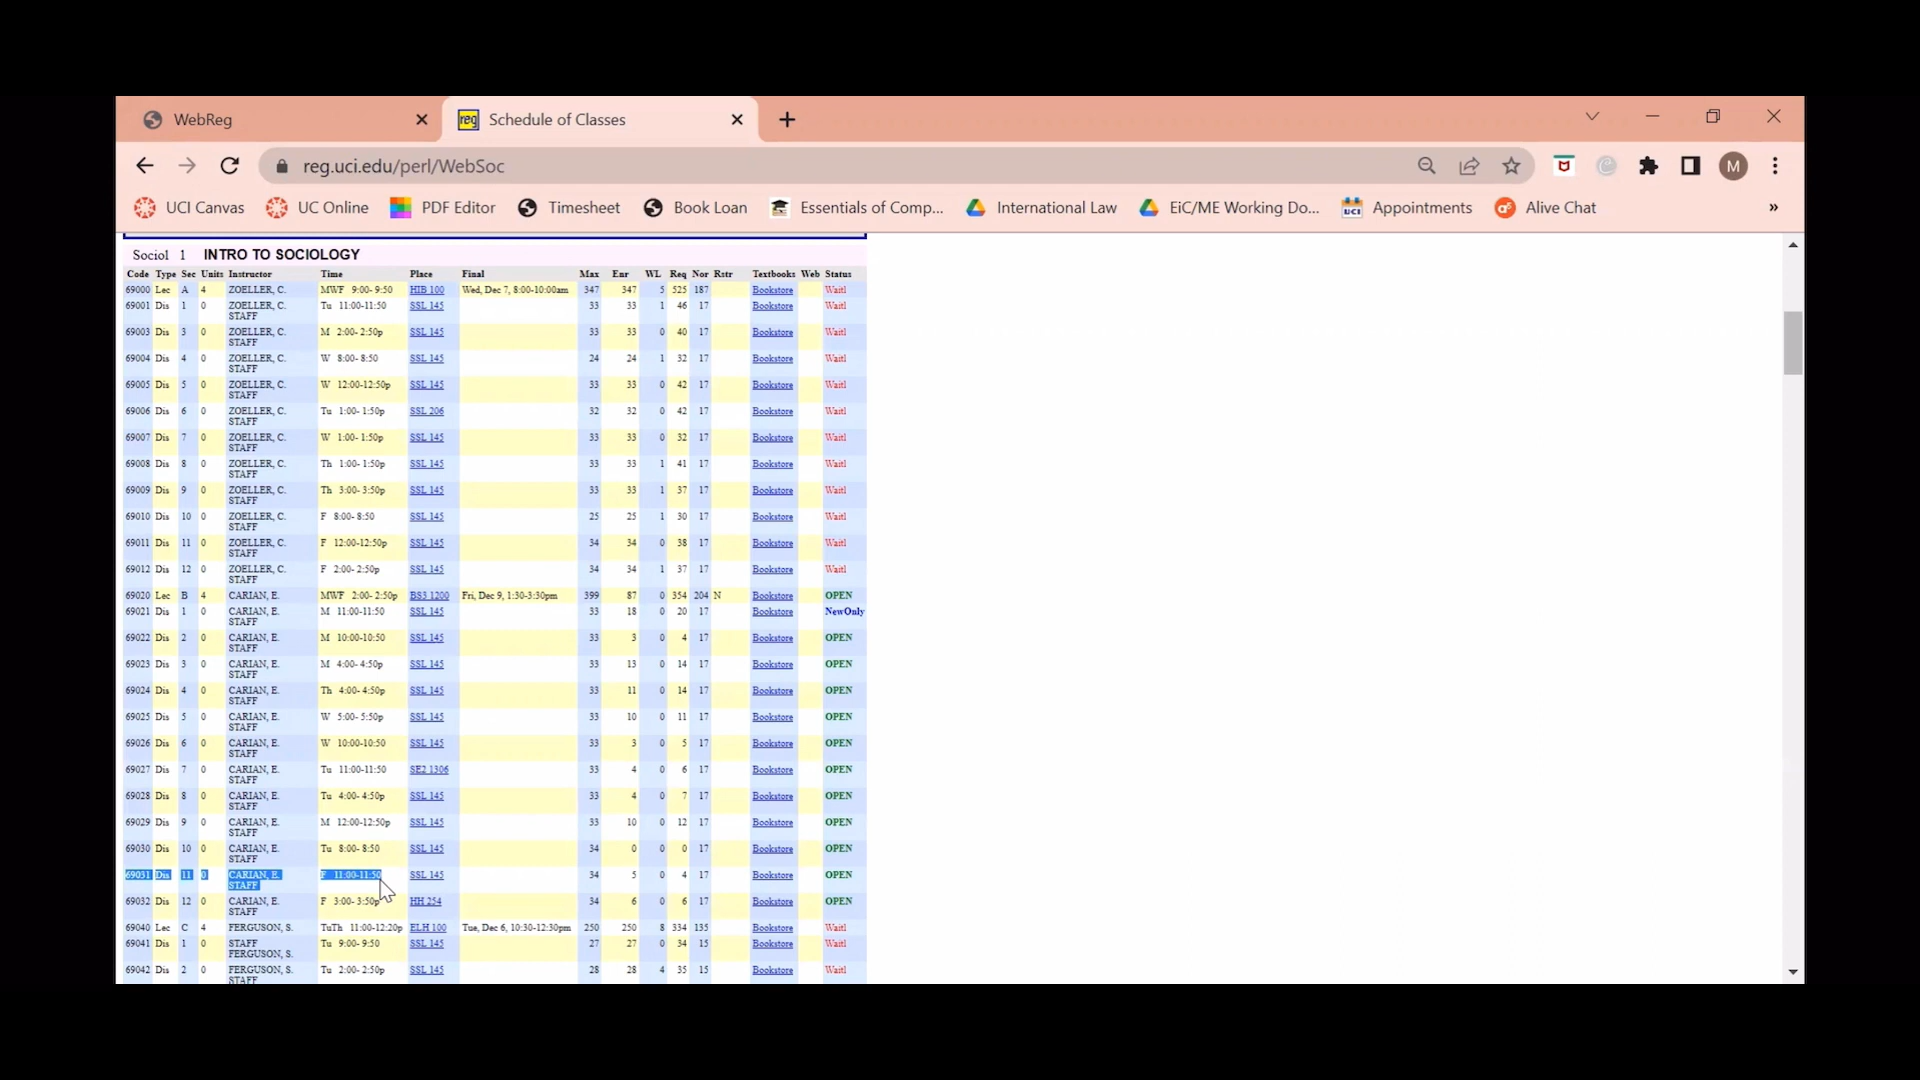 WebReg
reg Schedule of Classes
reg.uci.edu/perl/WebSoc
M
UCI Canvas UC Online PDF Editor Timesheet Book Loan Essentials of Comp... International Law EiC/ME Working Do... UCI Appointments Alive Chat »
Sociol 1 INTRO TO SOCIOLOGY
Code Type Sec Units Instructor Time Place Final Max Enr WL Req Nor Rstr Textbooks Web Status
69000 Lec A 4 ZOELLER, C. MWF 9:00- 9:50 HIB 100 Wed, Dec 7, 8:00-10:00am 347 347 5 525 187 Bookstore Waitl
69001 Dis 1 0 ZOELLER, C. Tu 11:00-11:50 SSL 145 33 33 1 46 17 Bookstore Waitl
STAFF
69003 Dis 3 0 ZOELLER, C. M 2:00- 2:50p SSL 145 33 33 0 40 17 Bookstore Waitl
STAFF
69004 Dis 4 0 ZOELLER, C. W 8:00- 8:50 SSL 145 24 24 1 32 17 Bookstore Waitl
STAFF
69005 Dis 5 0 ZOELLER, C. W 12:00-12:50p SSL 145 33 33 0 42 17 Bookstore Waitl
STAFF
69006 Dis 6 0 ZOELLER, C. Tu 1:00- 1:50p SSL 206 32 32 0 42 17 Bookstore Waitl
STAFF
69007 Dis 7 0 ZOELLER, C. W 1:00- 1:50p SSL 145 33 33 0 32 17 Bookstore Waitl
STAFF
69008 Dis 8 0 ZOELLER, C. Th 1:00- 1:50p SSL 145 33 33 1 41 17 Bookstore Waitl
STAFF
69009 Dis 9 0 ZOELLER, C. Th 3:00- 3:50p SSL 145 33 33 1 37 17 Bookstore Waitl
STAFF
69010 Dis 10 0 ZOELLER, C. F 8:00- 8:50 SSL 145 25 25 1 30 17 Bookstore Waitl
STAFF
69011 Dis 11 0 ZOELLER, C. F 12:00-12:50p SSL 145 34 34 0 38 17 Bookstore Waitl
STAFF
69012 Dis 12 0 ZOELLER, C. F 2:00- 2:50p SSL 145 34 34 1 37 17 Bookstore Waitl
STAFF
69020 Lec B 4 CARIAN, E. MWF 2:00- 2:50p BS3 1200 Fri, Dec 9, 1:30-3:30pm 399 87 0 354 204 N Bookstore OPEN
69021 Dis 1 0 CARIAN, E. M 11:00-11:50 SSL 145 33 18 0 20 17 Bookstore NewOnly
STAFF
69022 Dis 2 0 CARIAN, E. M 10:00-10:50 SSL 145 33 3 0 4 17 Bookstore OPEN
STAFF
69023 Dis 3 0 CARIAN, E. M 4:00- 4:50p SSL 145 33 13 0 14 17 Bookstore OPEN
STAFF
69024 Dis 4 0 CARIAN, E. Th 4:00- 4:50p SSL 145 33 11 0 14 17 Bookstore OPEN
STAFF
69025 Dis 5 0 CARIAN, E. W 5:00- 5:50p SSL 145 33 10 0 11 17 Bookstore OPEN
STAFF
69026 Dis 6 0 CARIAN, E. W 10:00-10:50 SSL 145 33 3 0 5 17 Bookstore OPEN
STAFF
69027 Dis 7 0 CARIAN, E. Tu 11:00-11:50 SE2 1306 33 4 0 6 17 Bookstore OPEN
STAFF
69028 Dis 8 0 CARIAN, E. Tu 4:00- 4:50p SSL 145 33 4 0 7 17 Bookstore OPEN
STAFF
69029 Dis 9 0 CARIAN, E. M 12:00-12:50p SSL 145 33 10 0 12 17 Bookstore OPEN
STAFF
69030 Dis 10 0 CARIAN, E. Tu 8:00- 8:50 SSL 145 34 0 0 0 17 Bookstore OPEN
STAFF
69031 Dis 11 0 CARIAN, E. F 11:00-11:50 SSL 145 34 5 0 4 17 Bookstore OPEN
STAFF
69032 Dis 12 0 CARIAN, E. F 3:00- 3:50p HH 254 34 6 0 6 17 Bookstore OPEN
STAFF
69040 Lec C 4 FERGUSON, S. TuTh 11:00-12:20p ELH 100 Tue, Dec 6, 10:30-12:30pm 250 250 8 334 135 Bookstore Waitl
69041 Dis 1 0 STAFF Tu 9:00- 9:50 SSL 145 27 27 0 34 15 Bookstore Waitl
FERGUSON, S.
69042 Dis 2 0 FERGUSON, S. Tu 2:00- 2:50p SSL 145 28 28 4 35 15 Bookstore Waitl
STAFF